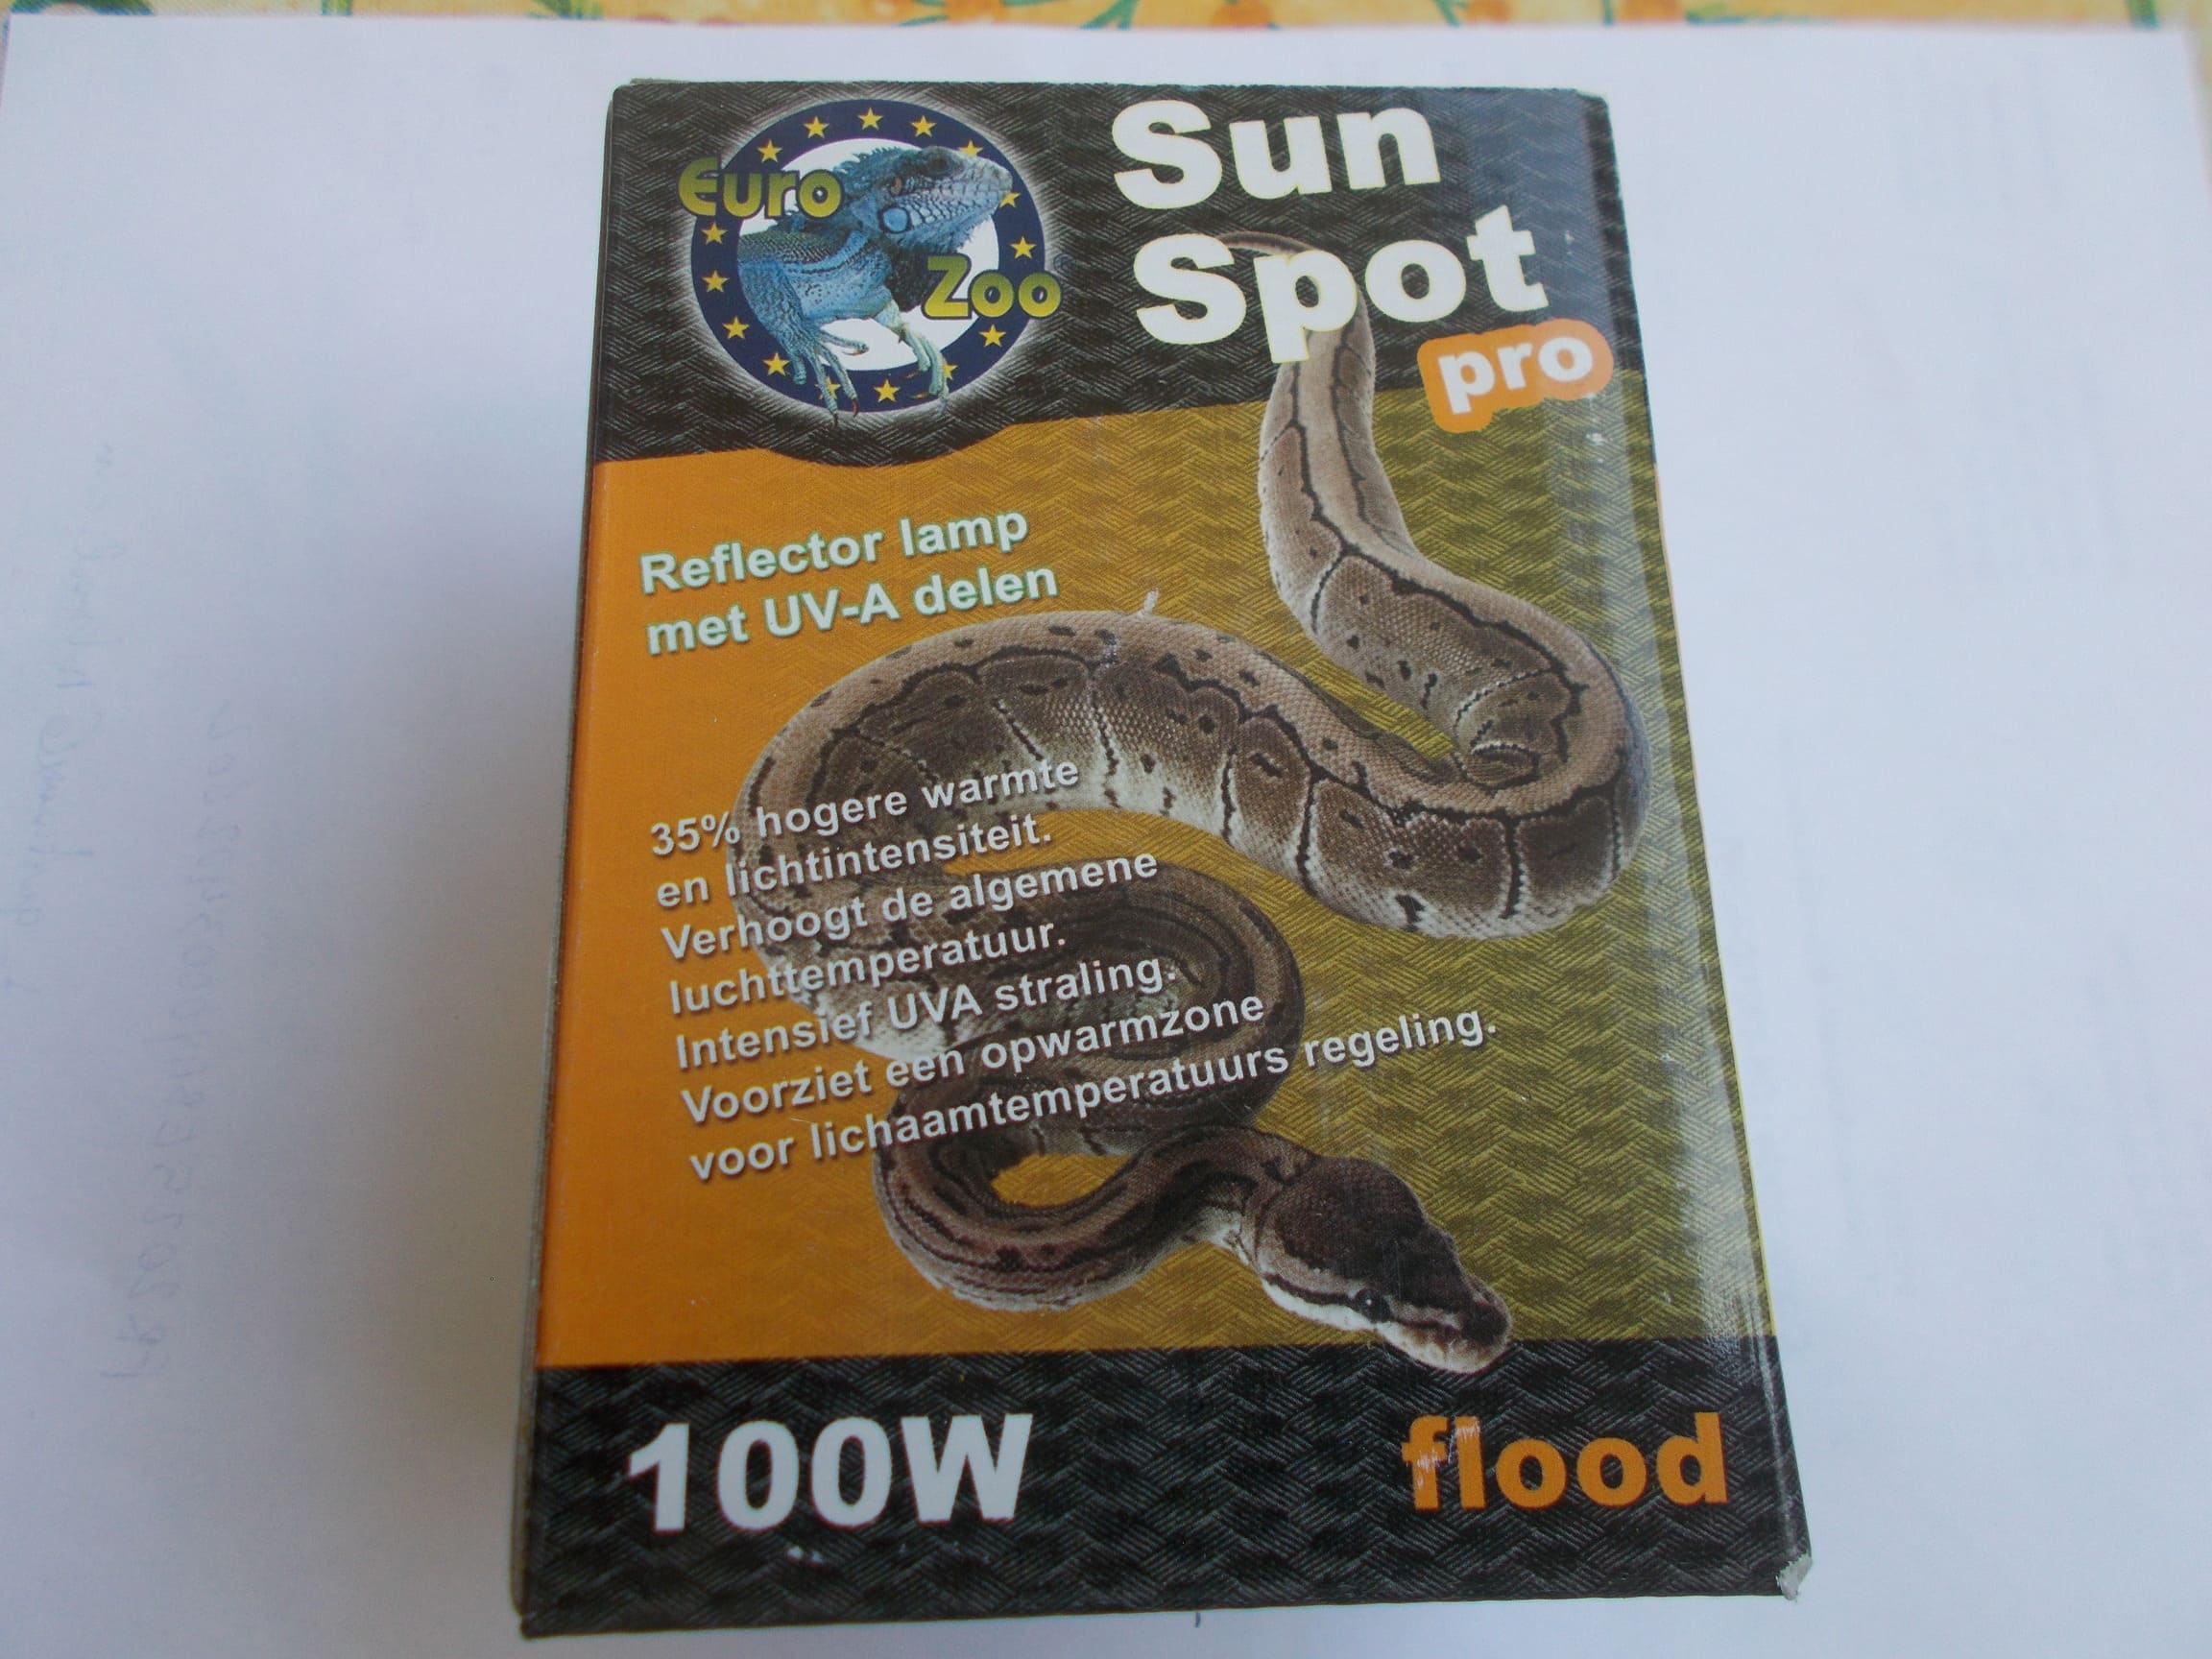 Euro
Zoo
Sun
Spot
pro
Reflector lamp
met UV-A delen
35% hogere warmte
en lichtintensiteit.
Verhoogt de algemene
luchttemperatuur.
Intensief UVA straling.
Voorziet een opwarmzone
voor lichaamtemperatuurs regeling.
100W
flood